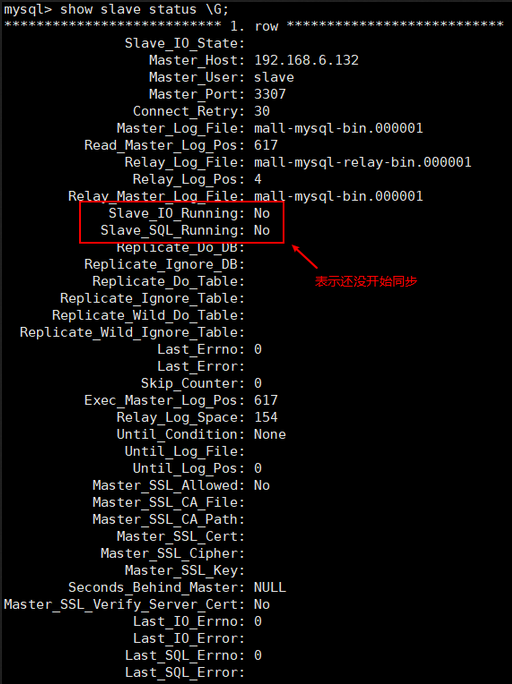 mysql> show slave status \G;
*************************** 1. row ***************************
Slave_IO_State:
Master_Host: 192.168.6.132
Master_User: slave
Master_Port: 3307
Connect_Retry: 30
Master_Log_File: mall-mysql-bin.000001
Read_Master_Log_Pos: 617
Relay_Log_File: mall-mysql-relay-bin.000001
Relay_Log_Pos: 4
Relay_Master_Log_File: mall-mysql-bin.000001
Slave_IO_Running: No
Slave_SQL_Running: No
Replicate_Do_DB:
Replicate_Ignore_DB:
Replicate_Do_Table:
表示还没开始同步
Replicate_Ignore_Table:
Replicate_Wild_Do_Table:
Replicate_Wild_Ignore_Table:
Last_Errno: 0
Last_Error:
Skip_Counter: 0
Exec_Master_Log_Pos: 617
Relay_Log_Space: 154
Until_Condition: None
Until_Log_File:
Until_Log_Pos: 0
Master_SSL_Allowed: No
Master_SSL_CA_File:
Master_SSL_CA_Path:
Master_SSL_Cert:
Master_SSL_Cipher:
Master_SSL_Key:
Seconds_Behind_Master: NULL
Master_SSL_Verify_Server_Cert: No
Last_IO_Errno: 0
Last_IO_Error:
Last_SQL_Errno: 0
Last_SQL_Error: